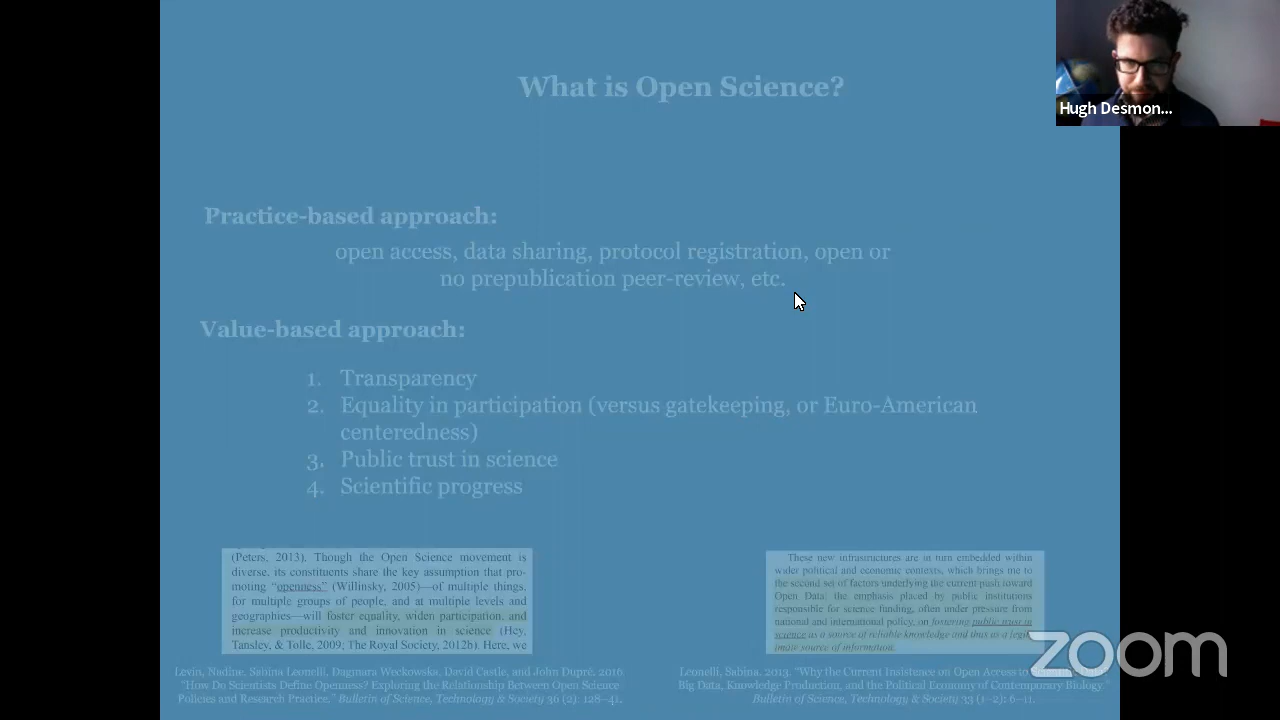 What is Open Science?
Hugh Desmon...
Practice-based approach:
open access, data sharing, protocol registration, open or
no prepublication peer-review, etc.
Value-based approach:
1. Transparency
2. Equality in participation (versus gatekeeping, or Euro-American
centeredness)
3. Public trust in science
4. Scientific progress
(Peters, 2013). Though the Open Science movement is
diverse, its constituents share the key assumption that pro-
moting “openness” (Willinsky, 2005)—of multiple things,
for multiple groups of people, and at multiple levels and
geographies—will foster equality, widen participation, and
increase productivity and innovation in science (Hey,
Tansley, & Tolle, 2009; The Royal Society, 2012b). Here, we
These new infrastructures are in turn embedded within
wider political and economic contexts, which brings me to
the second set of factors underlying the current push toward
Open Data: the emphasis placed by public institutions
responsible for science funding, often under pressure from
national and international policy, on fostering public trust in
science as a source of reliable knowledge and thus as a legit-
imate source of information.
Levin, Nadine, Sabina Leonelli, Dagmara Weckowska, David Castle, and John Dupré. 2016.
“How Do Scientists Define Openness? Exploring the Relationship Between Open Science
Policies and Research Practice.” Bulletin of Science, Technology & Society 36 (2): 128–41.
Leonelli, Sabina. 2013. “Why the Current Insistence on Open Access to
Big Data, Knowledge Production, and the Political Economy of Contemporary Biology.”
Bulletin of Science, Technology & Society 33 (1–2): 6–11.
zoom